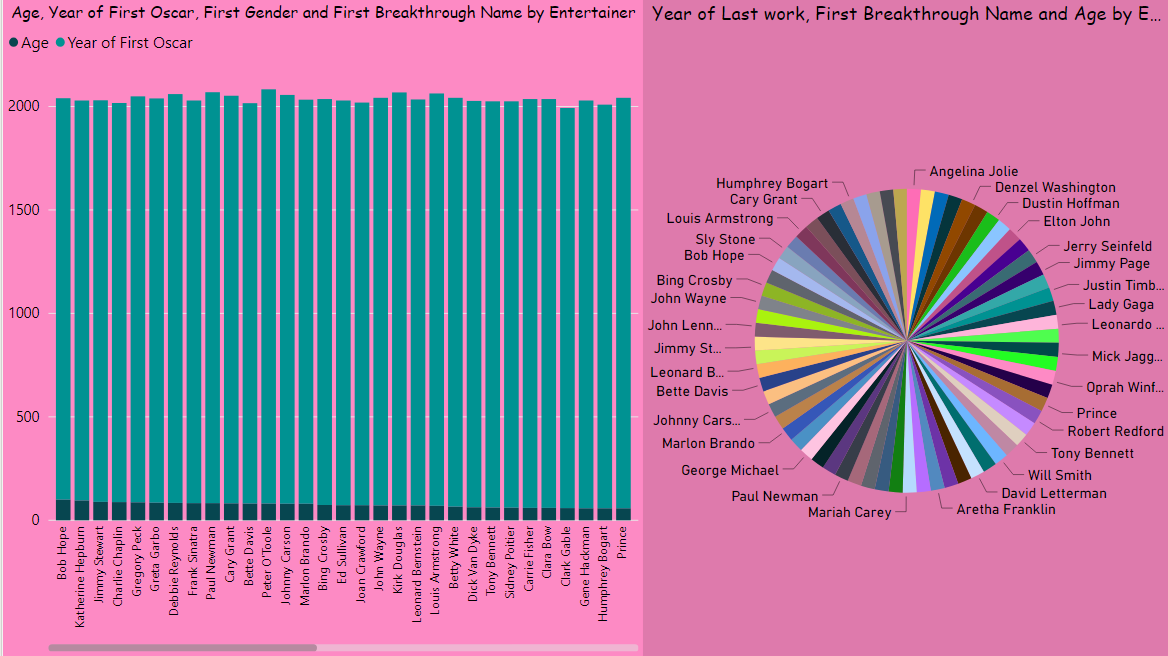 Age, Year of First Oscar, First Gender and First Breakthrough Name by Entertainer
Age Year of First Oscar
2000
1500
1000
500
0
Bob Hope
Katherine Hepburn
Jimmy Stewart
Charlie Chaplin
Gregory Peck
Greta Garbo
Debbie Reynolds
Frank Sinatra
Paul Newman
Cary Grant
Bette Davis
Peter O'Toole
Johnny Carson
Marlon Brando
Bing Crosby
Ed Sullivan
Joan Crawford
John Wayne
Kirk Douglas
Leonard Bernstein
Louis Armstrong
Betty White
Dick Van Dyke
Tony Bennett
Sidney Poitier
Carrie Fisher
Clara Bow
Clark Gable
Gene Hackman
Humphrey Bogart
Prince
Year of Last work, First Breakthrough Name and Age by E...
Angelina Jolie
Denzel Washington
Dustin Hoffman
Elton John
Jerry Seinfeld
Jimmy Page
Justin Timb...
Lady Gaga
Leonardo ...
Mick Jagg...
Oprah Winf...
Prince
Robert Redford
Tony Bennett
Will Smith
David Letterman
Aretha Franklin
Mariah Carey
Paul Newman
George Michael
Marlon Brando
Johnny Cars...
Bette Davis
Leonard B...
Jimmy St...
John Lenn...
John Wayne
Bing Crosby
Bob Hope
Sly Stone
Louis Armstrong
Cary Grant
Humphrey Bogart